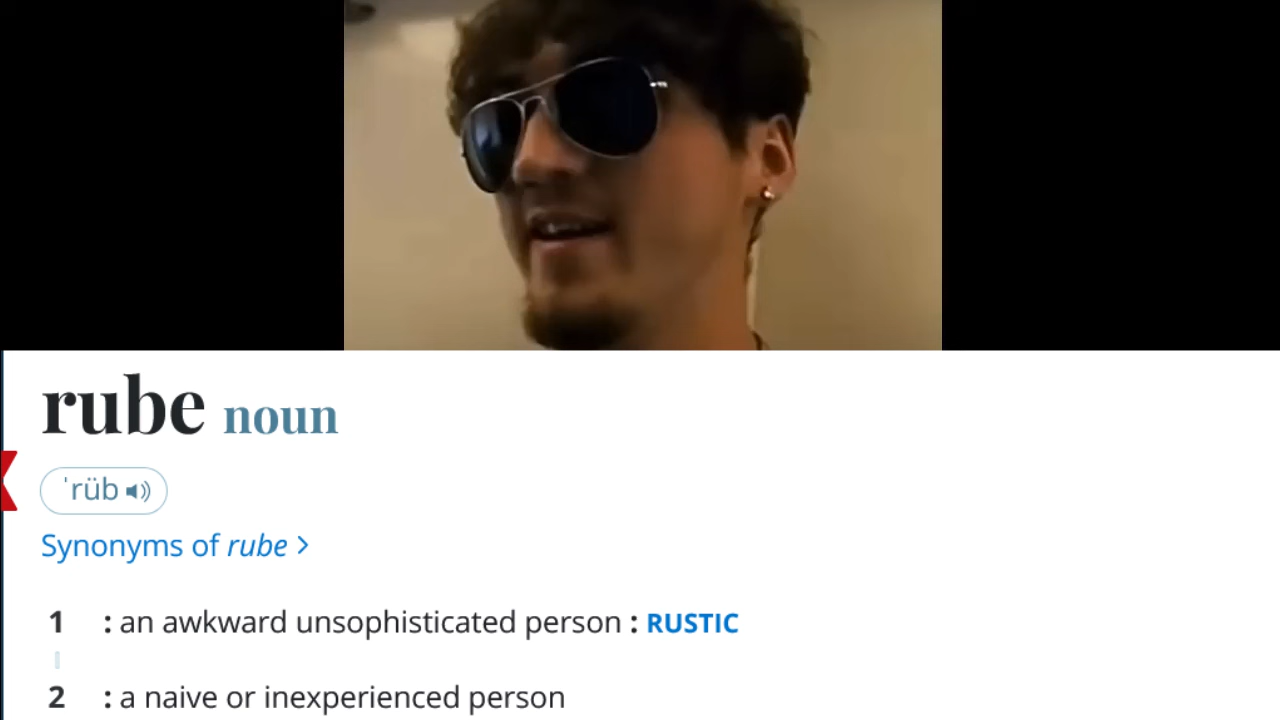 rube noun
ˈrüb
Synonyms of rube >
1 : an awkward unsophisticated person : RUSTIC
2 : a naive or inexperienced person